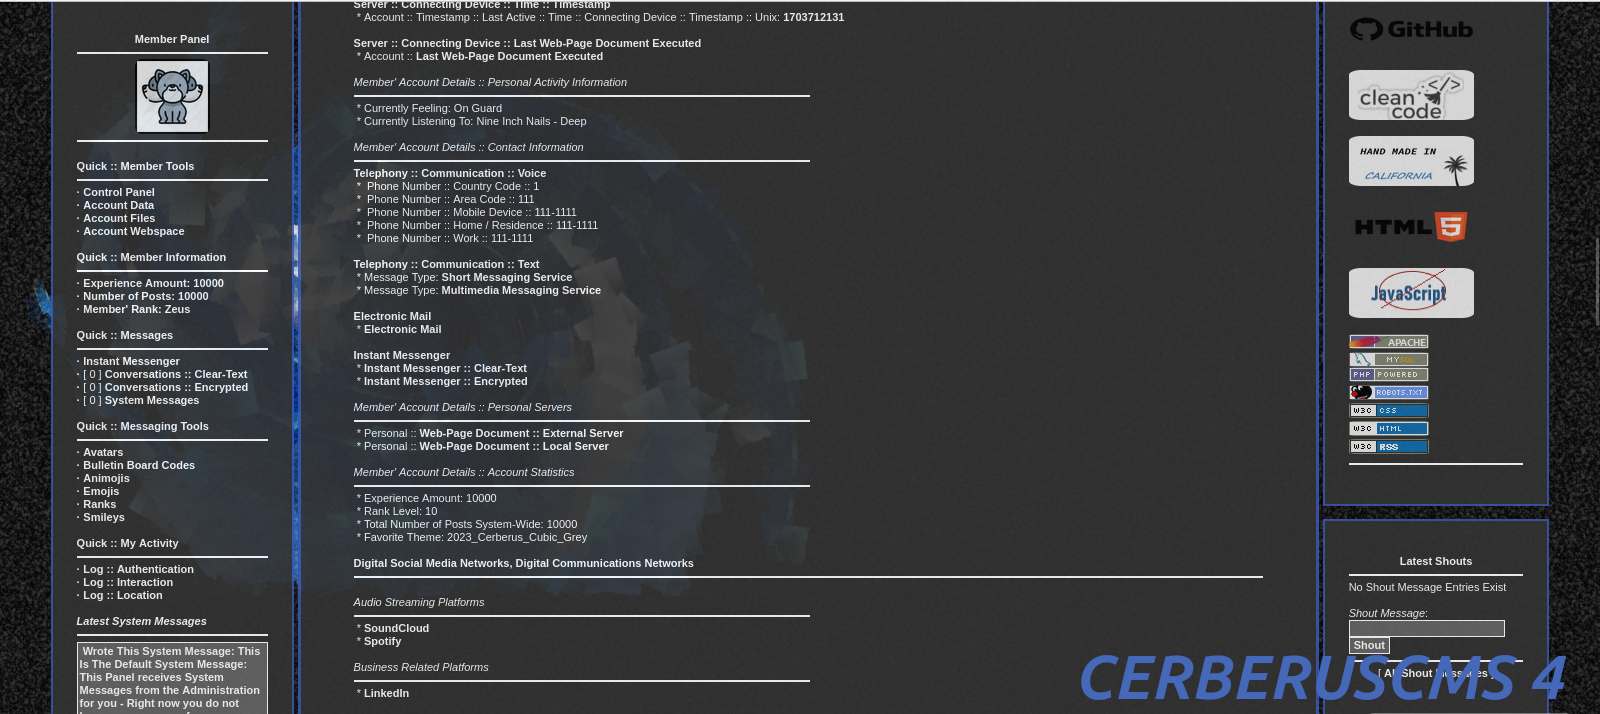 Member Panel
Quick :: Member Tools
· Control Panel
· Account Data
· Account Files
· Account Webspace
Quick :: Member Information
· Experience Amount: 10000
· Number of Posts: 10000
· Member' Rank: Zeus
Quick :: Messages
· Instant Messenger
· [ 0 ] Conversations :: Clear-Text
· [ 0 ] Conversations :: Encrypted
· [ 0 ] System Messages
Quick :: Messaging Tools
· Avatars
· Bulletin Board Codes
· Animojis
· Emojis
· Ranks
· Smileys
Quick :: My Activity
· Log :: Authentication
· Log :: Interaction
· Log :: Location
Latest System Messages
Wrote This System Message: This
Is The Default System Message:
This Panel receives System
Messages from the Administration
for you - Right now you do not
Server :: Connecting Device :: Time :: Timestamp
* Account :: Timestamp :: Last Active :: Time :: Connecting Device :: Timestamp :: Unix: 1703712131
Server :: Connecting Device :: Last Web-Page Document Executed
* Account :: Last Web-Page Document Executed
Member' Account Details :: Personal Activity Information
* Currently Feeling: On Guard
* Currently Listening To: Nine Inch Nails - Deep
Member' Account Details :: Contact Information
Telephony :: Communication :: Voice
* Phone Number :: Country Code :: 1
* Phone Number :: Area Code :: 111
* Phone Number :: Mobile Device :: 111-1111
* Phone Number :: Home / Residence :: 111-1111
* Phone Number :: Work :: 111-1111
Telephony :: Communication :: Text
* Message Type: Short Messaging Service
* Message Type: Multimedia Messaging Service
Electronic Mail
* Electronic Mail
Instant Messenger
* Instant Messenger :: Clear-Text
* Instant Messenger :: Encrypted
Member' Account Details :: Personal Servers
* Personal :: Web-Page Document :: External Server
* Personal :: Web-Page Document :: Local Server
Member' Account Details :: Account Statistics
* Experience Amount: 10000
* Rank Level: 10
* Total Number of Posts System-Wide: 10000
* Favorite Theme: 2023_Cerberus_Cubic_Grey
Digital Social Media Networks, Digital Communications Networks
Audio Streaming Platforms
* SoundCloud
* Spotify
Business Related Platforms
* LinkedIn
GitHub
clean </>
code
HAND MADE IN
CALIFORNIA
HTML 5
JavaScript
APACHE
MYSQL
PHP POWERED
ROBOTS.TXT
W3C CSS
W3C HTML
W3C RSS
Latest Shouts
No Shout Message Entries Exist
Shout Message:
Shout
[ All Shout Messages ]
CERBERUSCMS 4